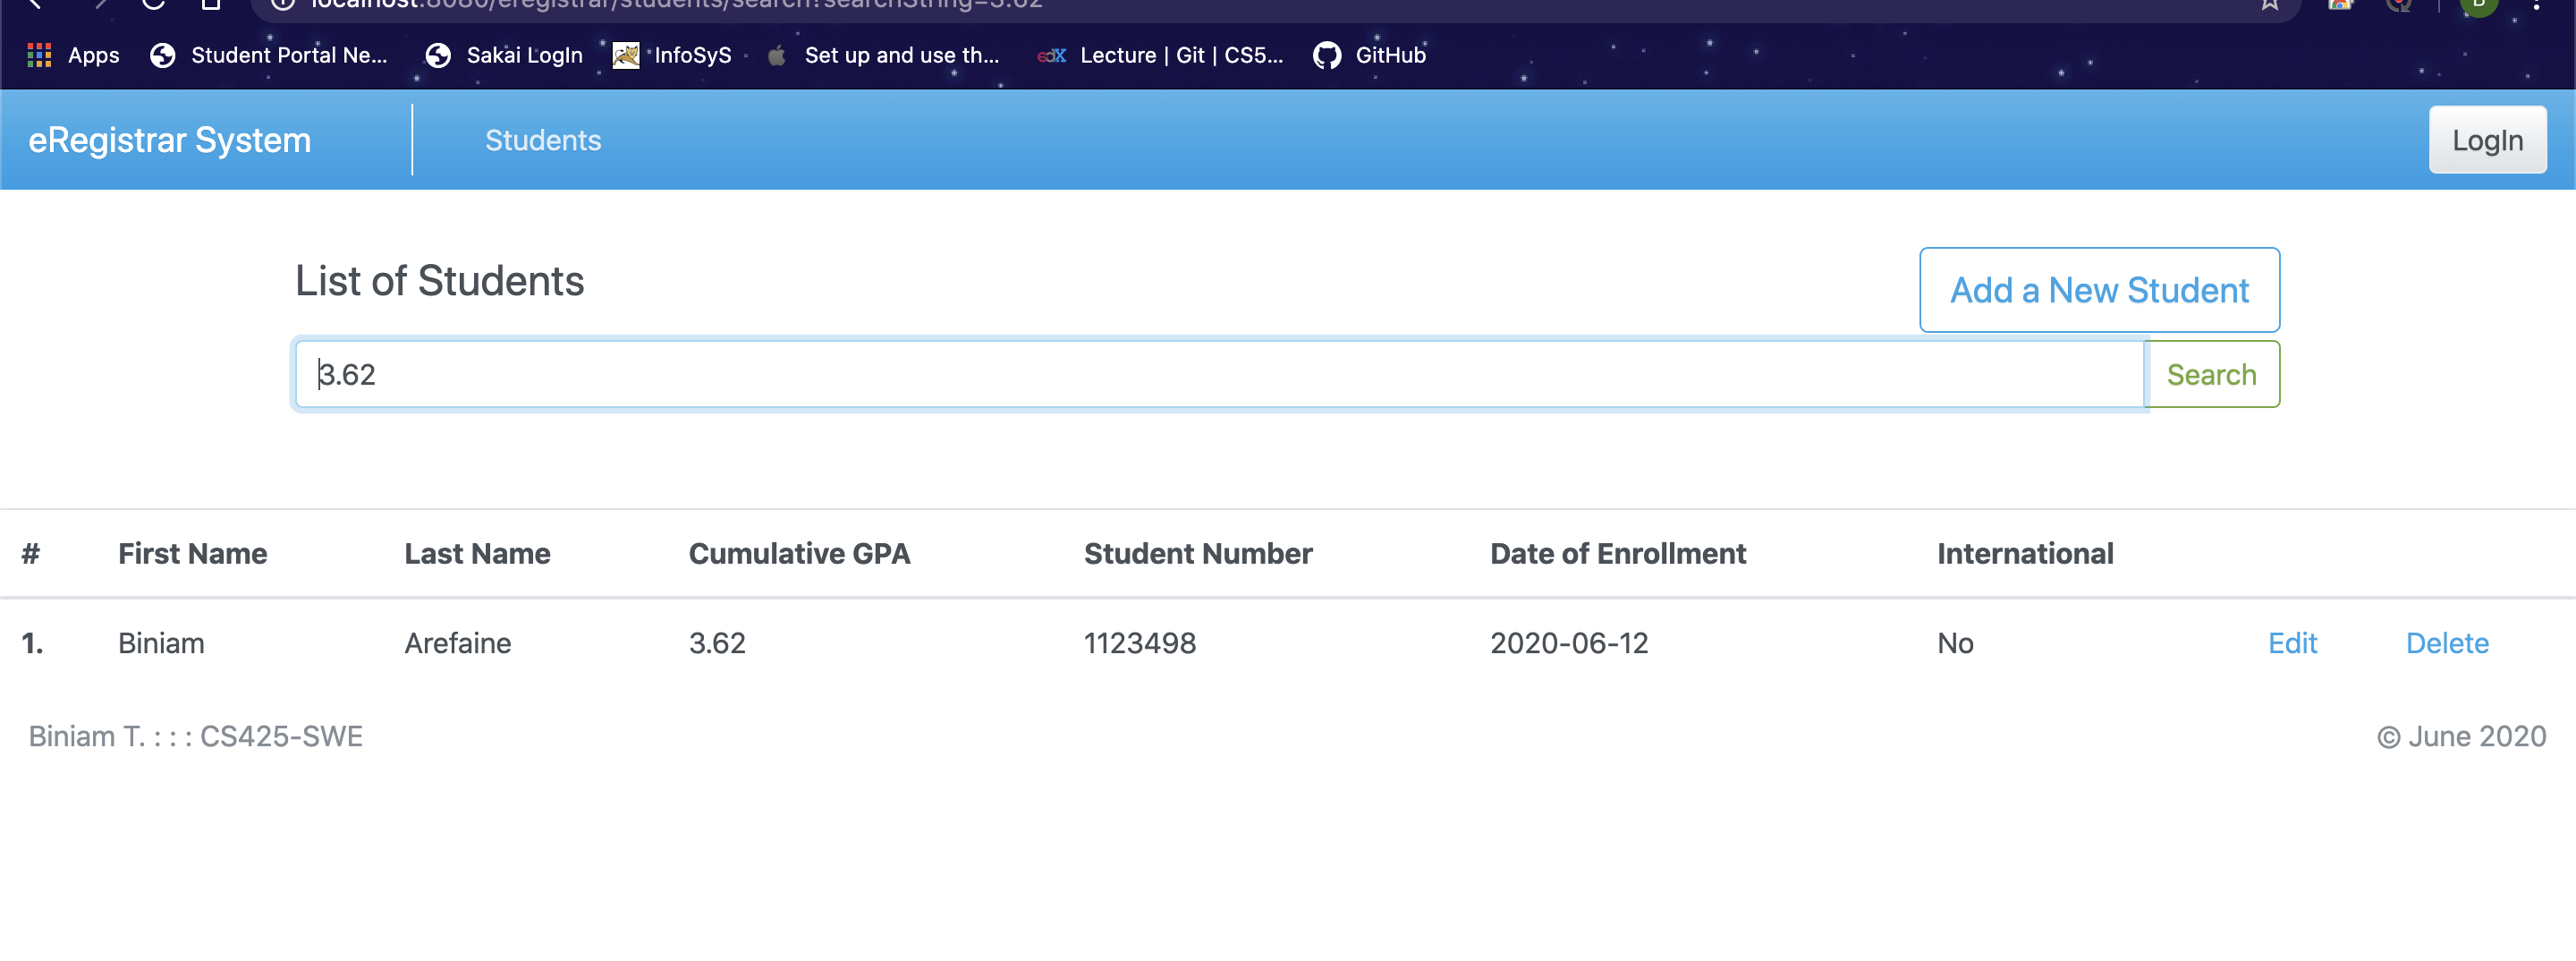 localhost:8080/eregistrar/students/search?searchString=3.62
Apps Student Portal Ne... Sakai LogIn InfoSyS Set up and use th... edX Lecture | Git | CS5... GitHub
eRegistrar System Students LogIn
List of Students Add a New Student
3.62 Search
# First Name Last Name Cumulative GPA Student Number Date of Enrollment International
1. Biniam Arefaine 3.62 1123498 2020-06-12 No Edit Delete
Biniam T. : : : CS425-SWE © June 2020